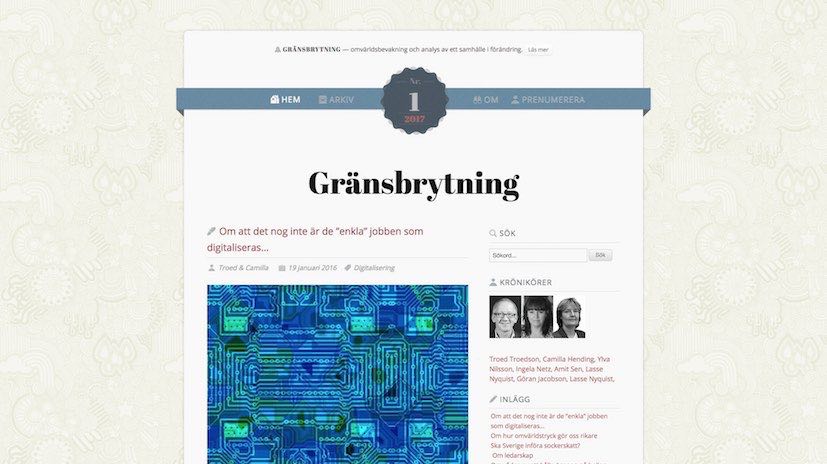 GRÄNSBRYTNING — omvärldsbevakning och analys av ett samhälle i förändring. Läs mer
HEM ARKIV
Nr.
1
2017
OM PRENUMERERA
Gränsbrytning
Om att det nog inte är de ”enkla” jobben som
digitaliseras...
Troed & Camilla 19 januari 2016 Digitalisering
SÖK
Sökord... Sök
KRÖNIKÖRER
Troed Troedson, Camilla Hending, Ylva
Nilsson, Ingela Netz, Amit Sen, Lasse
Nyquist, Göran Jacobson, Lasse Nyquist,
INLÄGG
Om att det nog inte är de ”enkla” jobben
som digitaliseras...
Om hur omvärldstryck gör oss rikare
Ska Sverige införa sockerskatt?
Om ledarskap